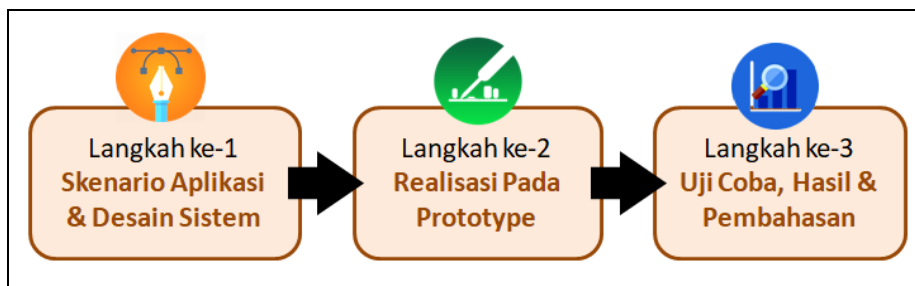 Langkah ke-1
Skenario Aplikasi
& Desain Sistem
Langkah ke-2
Realisasi Pada
Prototype
Langkah ke-3
Uji Coba, Hasil &
Pembahasan